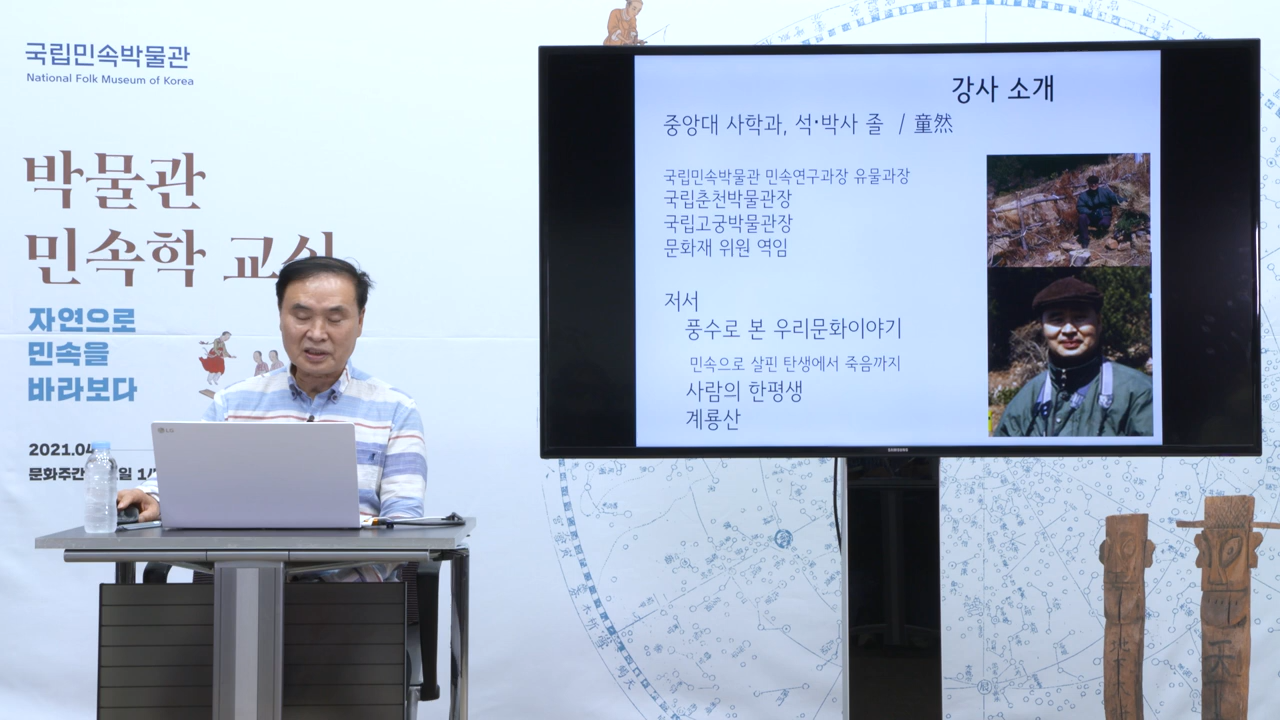 국립민속박물관
National Folk Museum of Korea
박물관
민속학 교실
자연으로
민속을
바라보다
2021.04
문화주간 일 1/
LG
강사 소개
중앙대 사학과, 석·박사 졸 / 童然
국립민속박물관 민속연구과장 유물과장
국립춘천박물관장
국립고궁박물관장
문화재 위원 역임
저서
풍수로 본 우리문화이야기
민속으로 살핀 탄생에서 죽음까지
사람의 한평생
계룡산
SAMSUNG